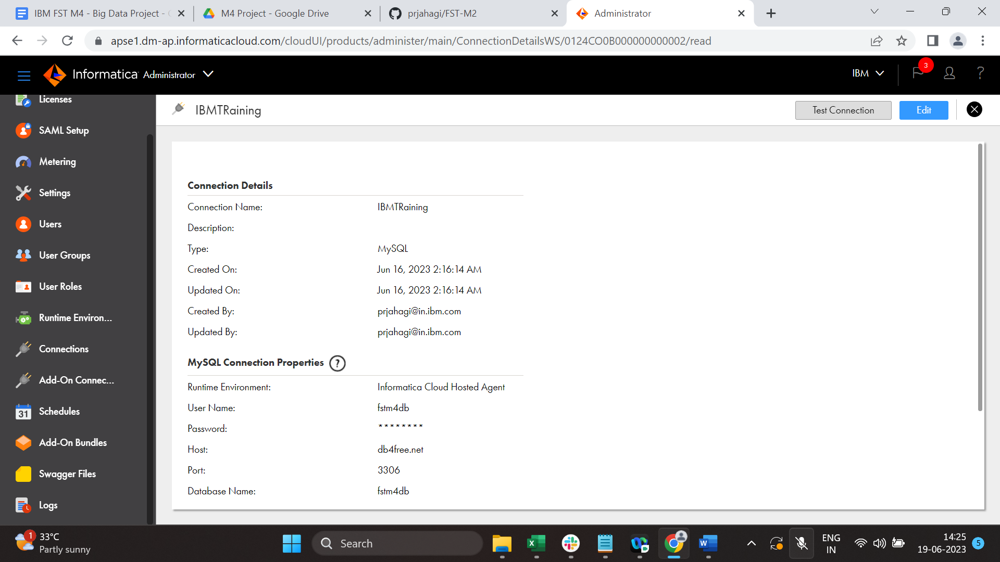 IBM FST M4 - Big Data Project -
M4 Project - Google Drive
prjahagi/FST-M2
Administrator
apse1.dm-ap.informaticacloud.com/cloudUI/products/administer/main/ConnectionDetailsWS/0124CO0B000000000002/read
Informatica Administrator
IBM
3
?
Licenses
SAML Setup
Metering
Settings
Users
User Groups
User Roles
Runtime Environ...
Connections
Add-On Connec...
31 Schedules
Add-On Bundles
Swagger Files
Logs
IBMTRaining
Test Connection
Edit
Connection Details
Connection Name: IBMTRaining
Description:
Type: MySQL
Created On: Jun 16, 2023 2:16:14 AM
Updated On: Jun 16, 2023 2:16:14 AM
Created By: prjahagi@in.ibm.com
Updated By: prjahagi@in.ibm.com
MySQL Connection Properties ?
Runtime Environment: Informatica Cloud Hosted Agent
User Name: fstm4db
Password: ********
Host: db4free.net
Port: 3306
Database Name: fstm4db
1
33°C
Partly sunny
Search
X
W
ENG
IN
14:25
19-06-2023
5